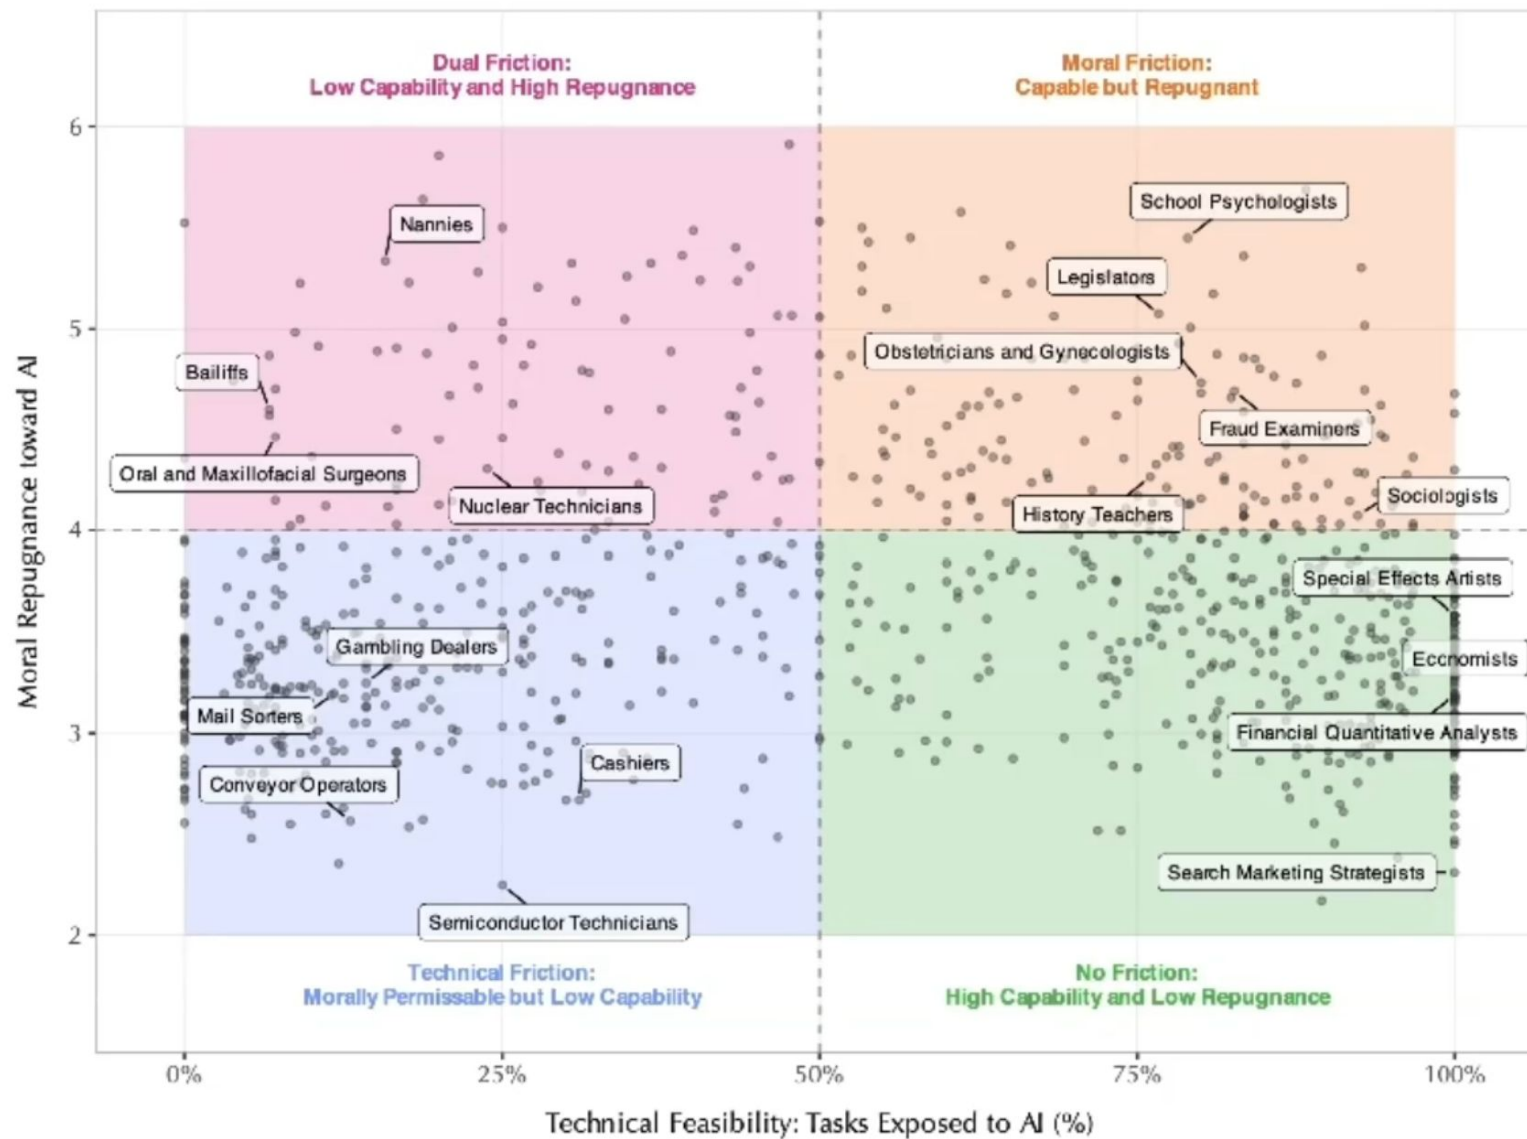 Dual Friction:
Low Capability and High Repugnance
Moral Friction:
Capable but Repugnant
6
School Psychologists
Nannies
Legislators
5
Obstetricians and Gynecologists
Bailiffs
Fraud Examiners
Oral and Maxillofacial Surgeons
Sociologists
Nuclear Technicians
History Teachers
4
Moral Repugnance toward AI
Special Effects Artists
Gambling Dealers
Economists
Mail Sorters
3
Financial Quantitative Analysts
Cashiers
Conveyor Operators
Search Marketing Strategists
Semiconductor Technicians
2
Technical Friction:
Morally Permissable but Low Capability
No Friction:
High Capability and Low Repugnance
0%
25%
50%
75%
100%
Technical Feasibility: Tasks Exposed to AI (%)